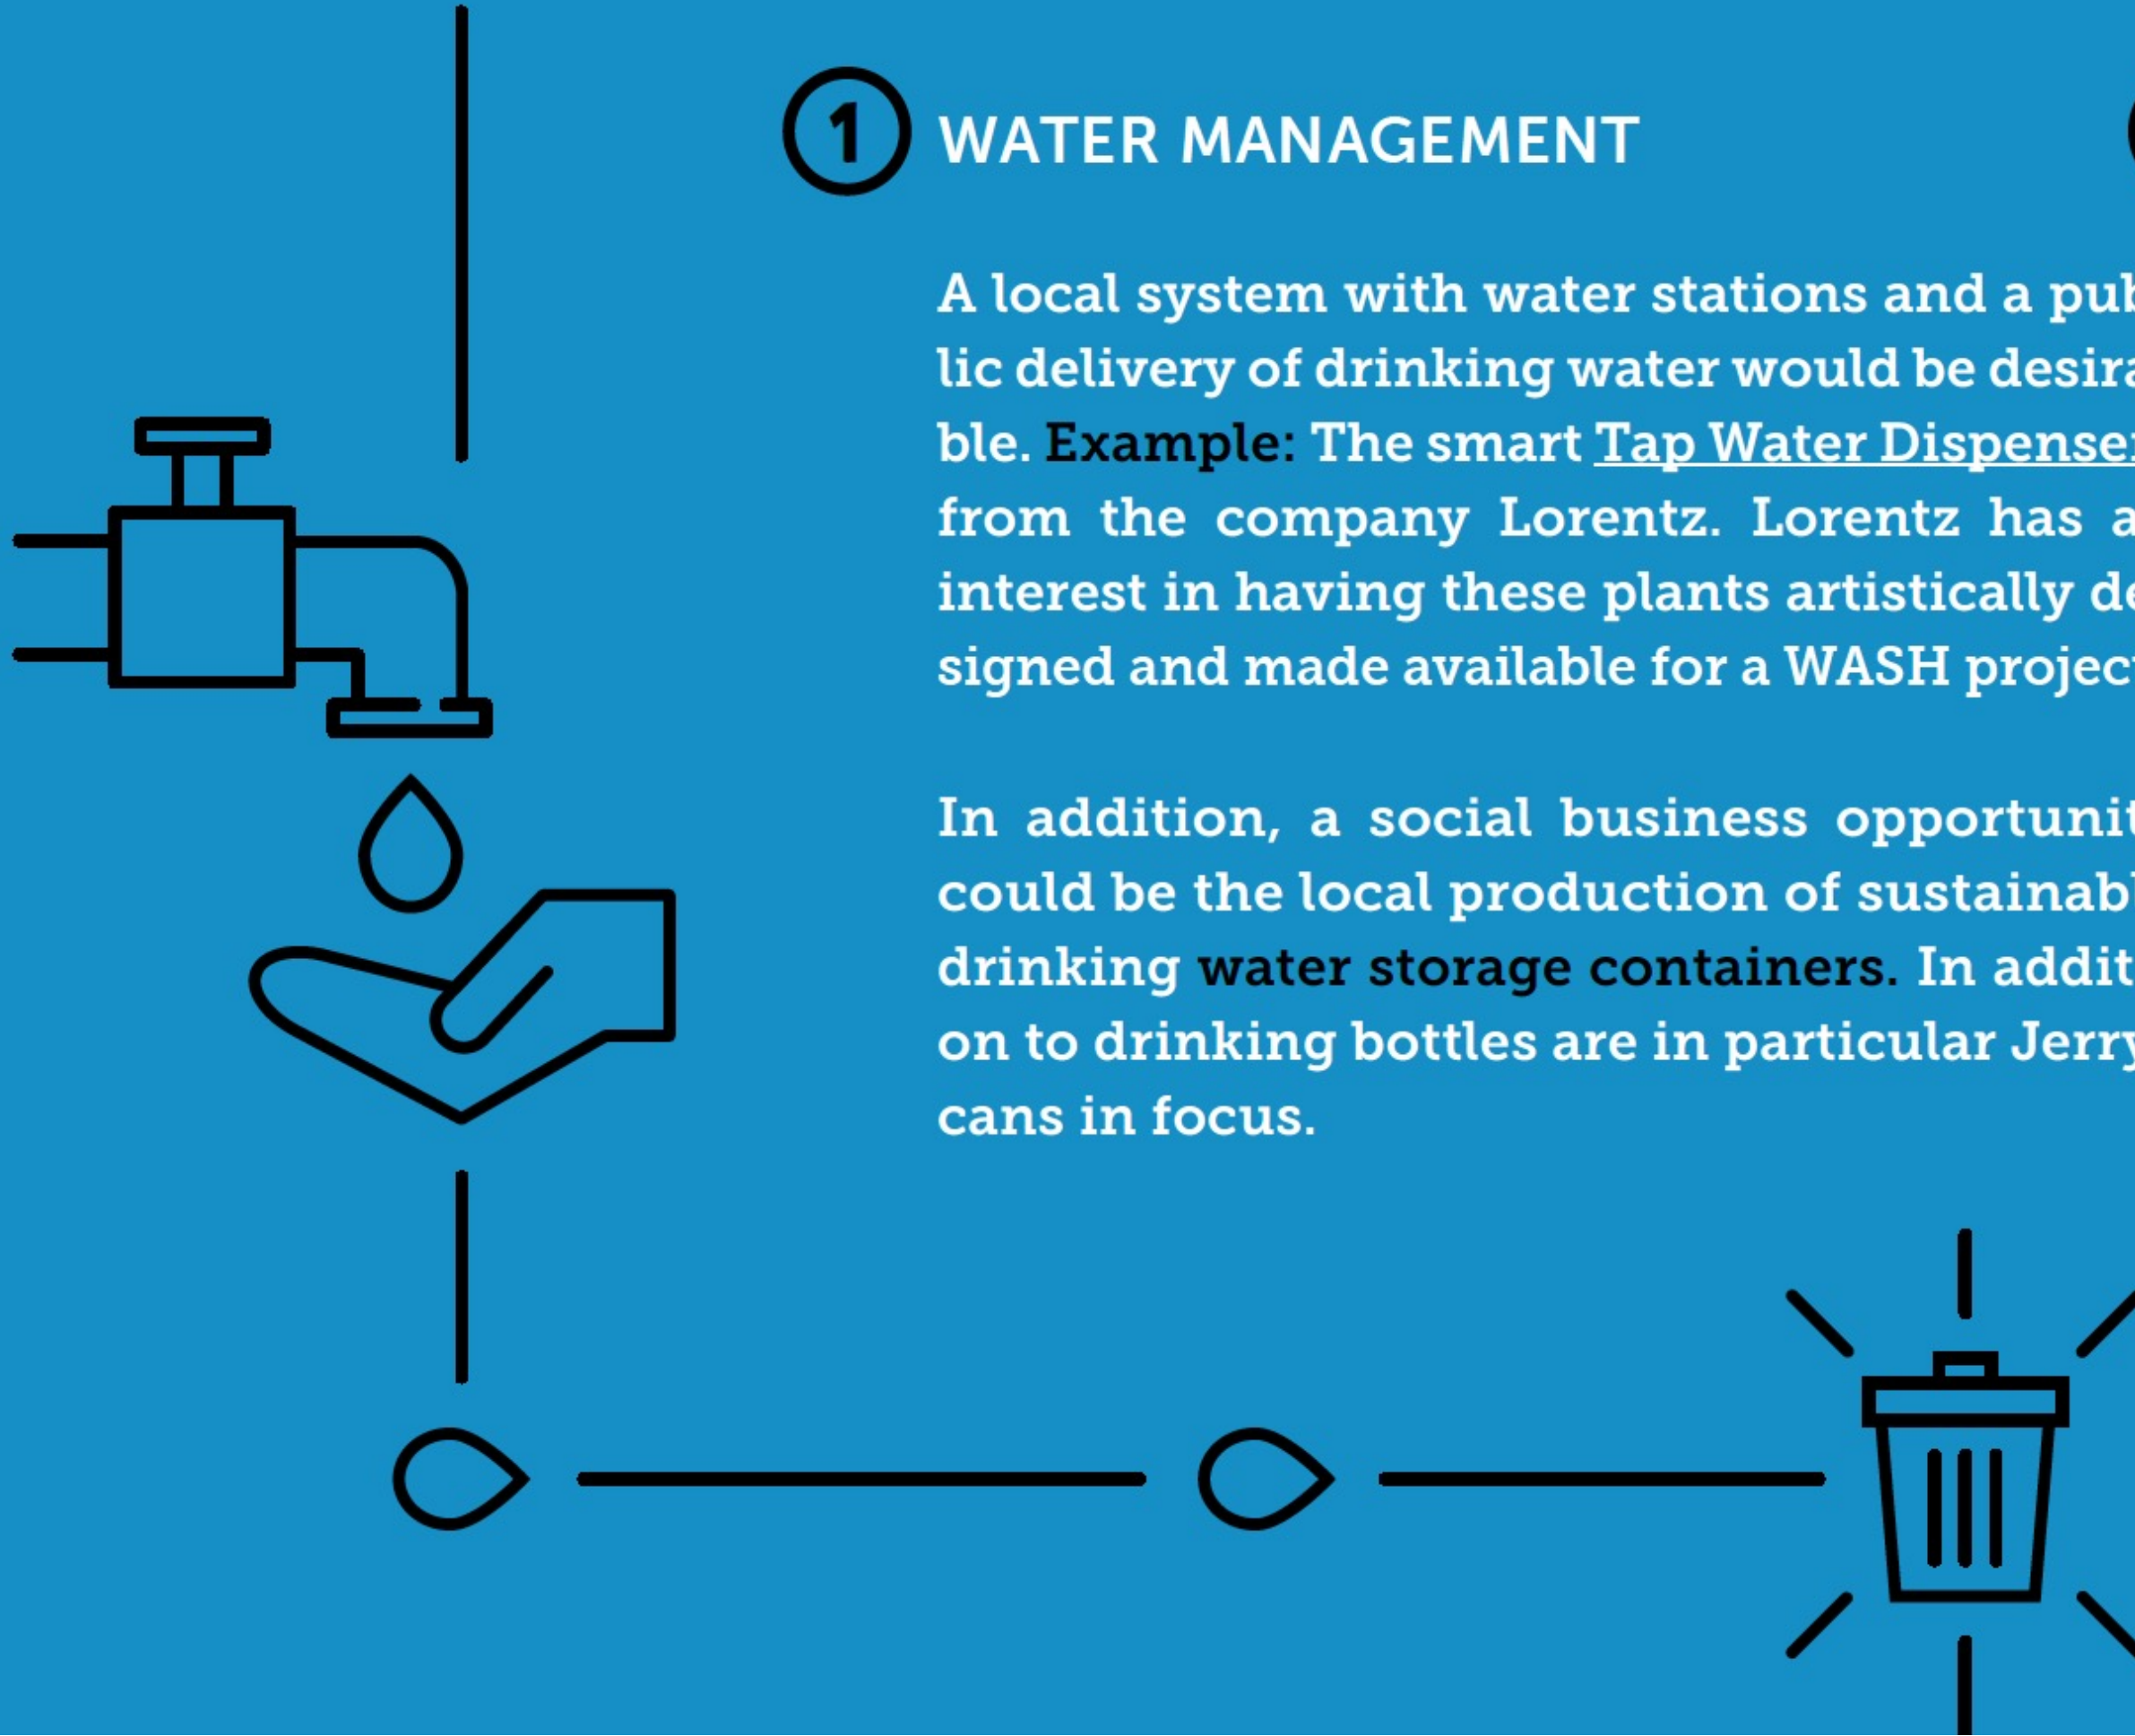 1 WATER MANAGEMENT
A local system with water stations and a pub
lic delivery of drinking water would be desira
ble. Example: The smart Tap Water Dispenser
from the company Lorentz. Lorentz has a
interest in having these plants artistically de
signed and made available for a WASH project
In addition, a social business opportunit
could be the local production of sustainabl
drinking water storage containers. In addit
on to drinking bottles are in particular Jerry
cans in focus.